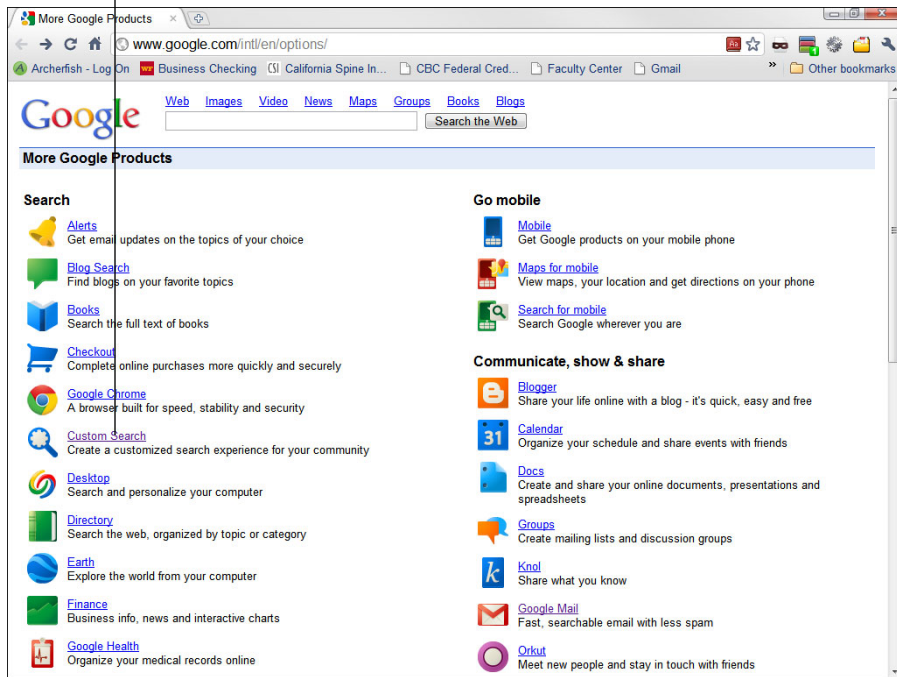 More Google Products
www.google.com/intl/en/options/
Archerfish - Log On
WF
Business Checking
CSI
California Spine In...
CBC Federal Cred...
Faculty Center
Gmail
»
Other bookmarks
Google
Web Images Video News Maps Groups Books Blogs
Search the Web
More Google Products
Search
Alerts
Get email updates on the topics of your choice
Blog Search
Find blogs on your favorite topics
Books
Search the full text of books
Checkout
Complete online purchases more quickly and securely
Google Chrome
A browser built for speed, stability and security
Custom Search
Create a customized search experience for your community
Desktop
Search and personalize your computer
Directory
Search the web, organized by topic or category
Earth
Explore the world from your computer
Finance
Business info, news and interactive charts
Google Health
Organize your medical records online
Go mobile
Mobile
Get Google products on your mobile phone
Maps for mobile
View maps, your location and get directions on your phone
Search for mobile
Search Google wherever you are
Communicate, show & share
Blogger
Share your life online with a blog - it's quick, easy and free
31
Calendar
Organize your schedule and share events with friends
Docs
Create and share your online documents, presentations and
spreadsheets
Groups
Create mailing lists and discussion groups
k
Knol
Share what you know
Google Mail
Fast, searchable email with less spam
Orkut
Meet new people and stay in touch with friends